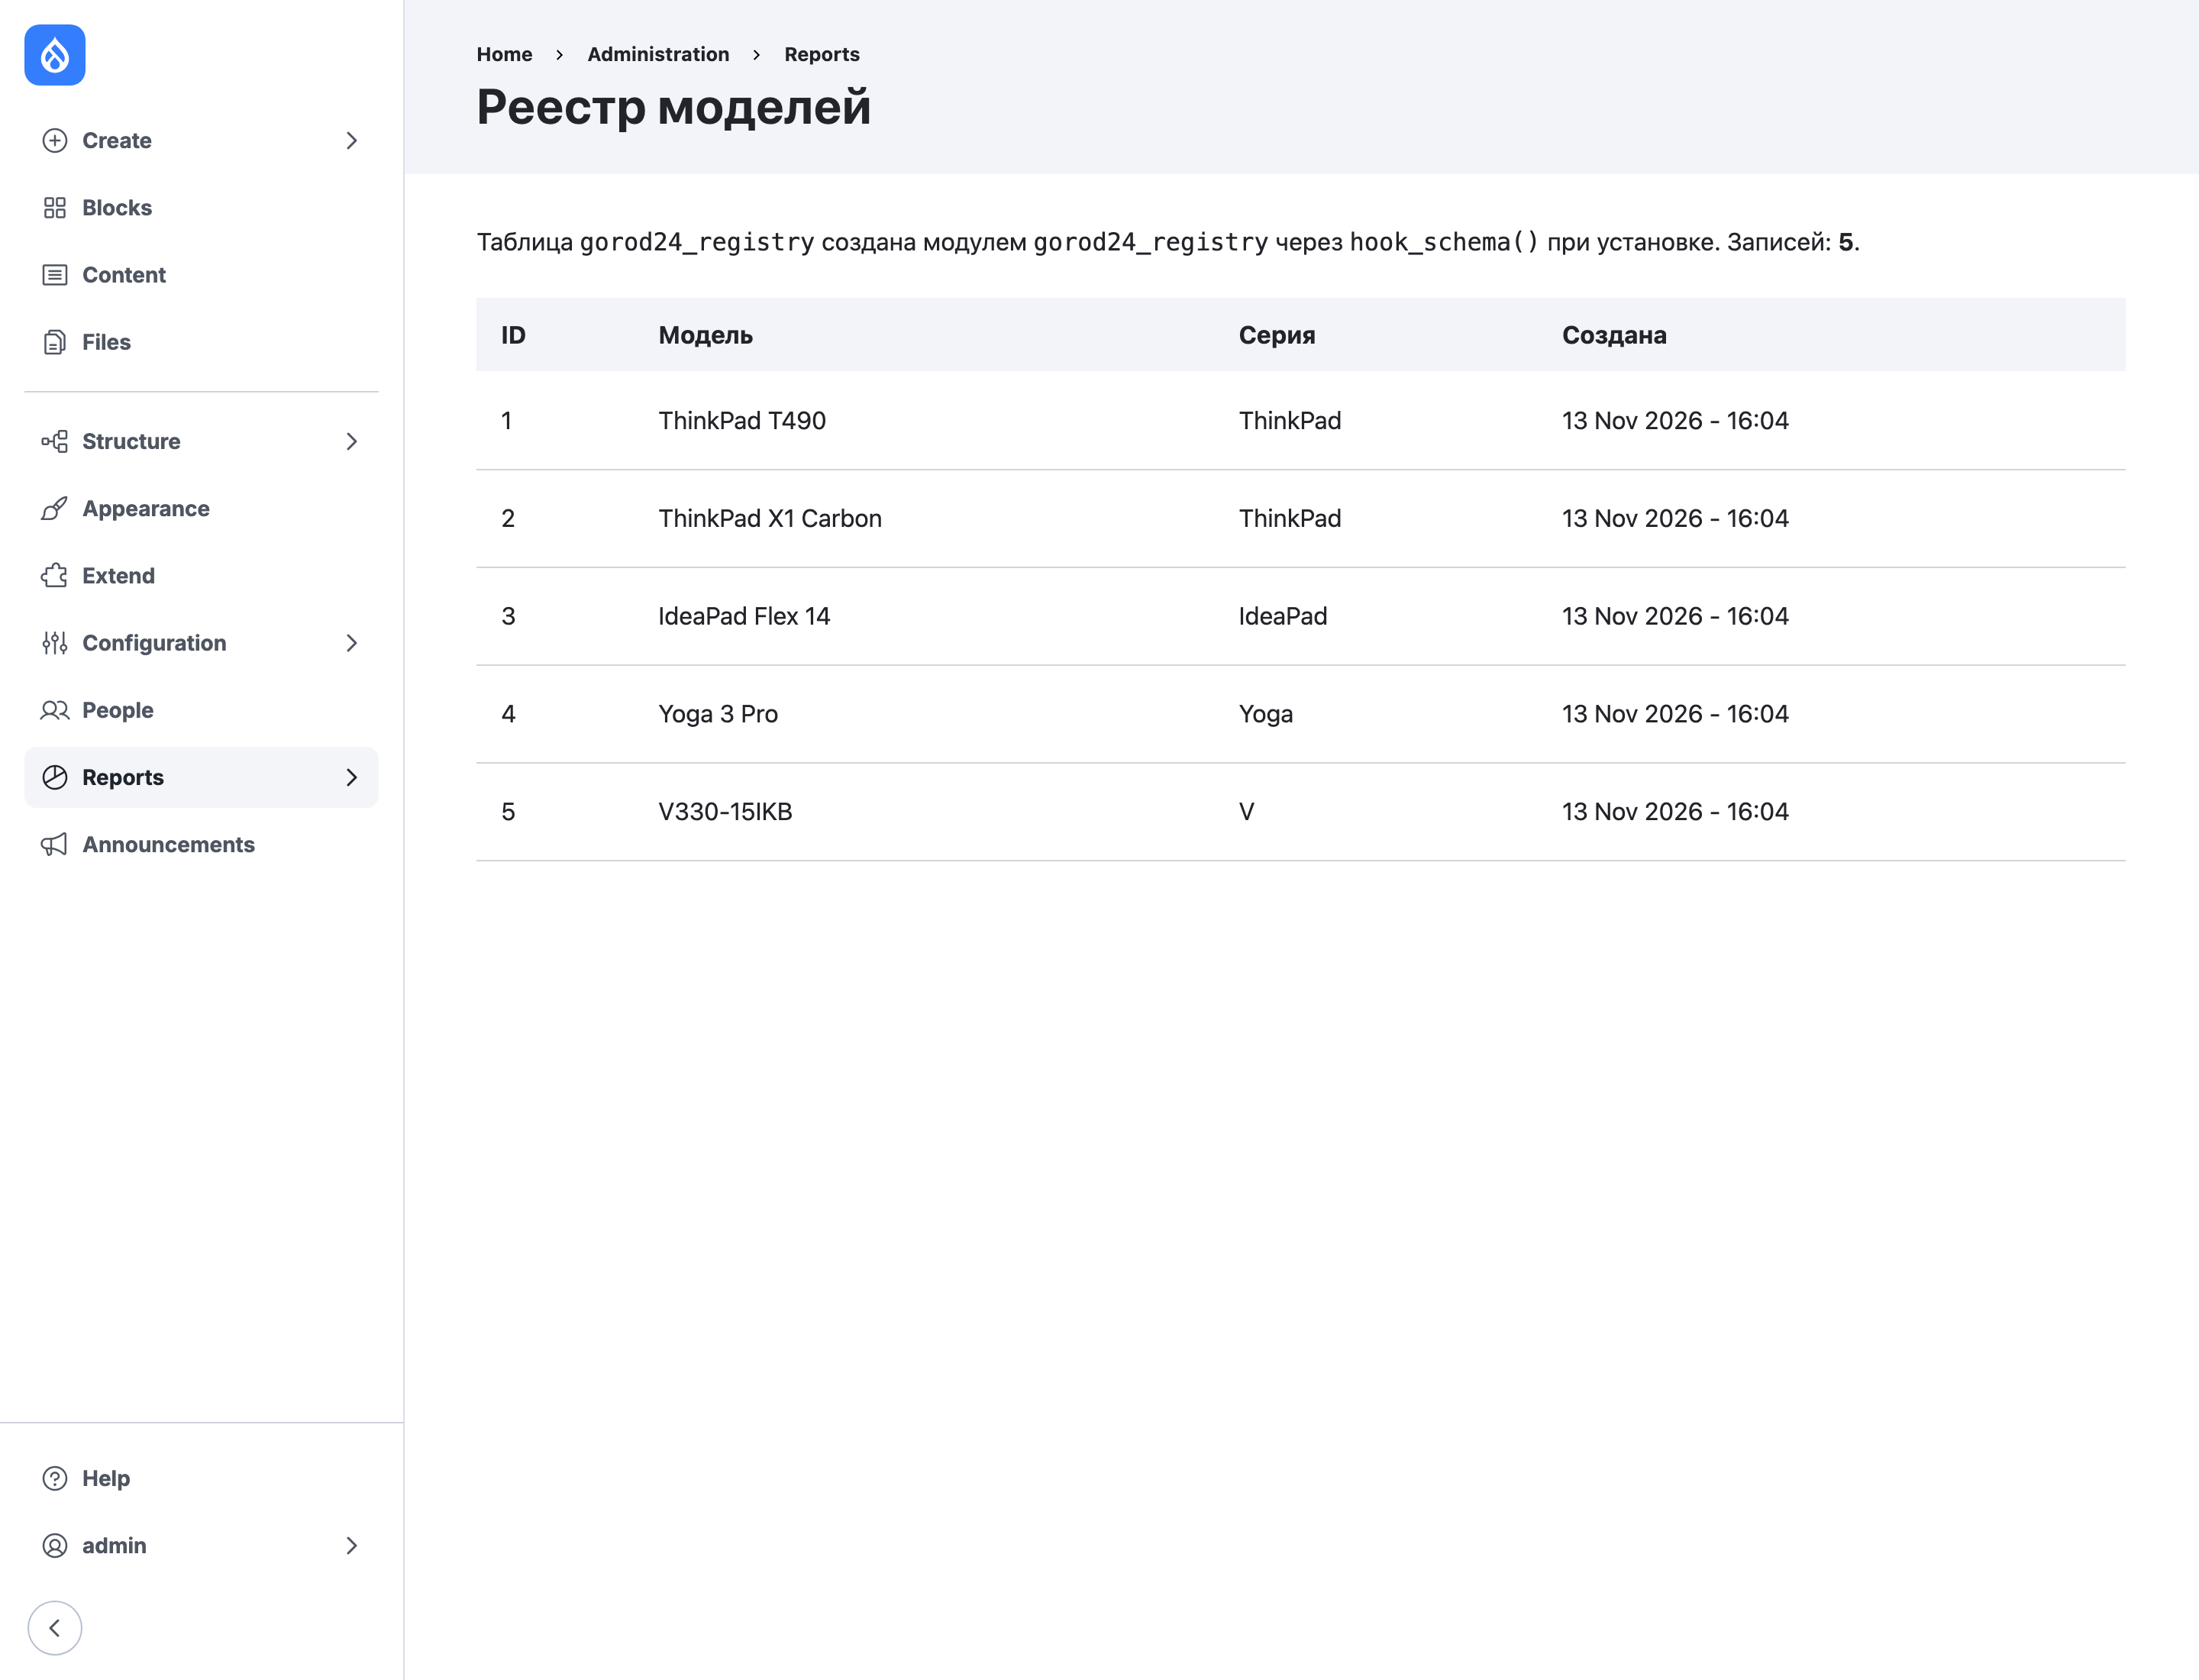 Create
Blocks
Content
Files
Structure
Appearance
Extend
Configuration
People
Reports
Announcements
Help
admin
Home > Administration > Reports
Реестр моделей
Таблица gorod24_registry создана модулем gorod24_registry через hook_schema() при установке. Записей: 5.
ID Модель Серия Создана
1 ThinkPad T490 ThinkPad 13 Nov 2026 - 16:04
2 ThinkPad X1 Carbon ThinkPad 13 Nov 2026 - 16:04
3 IdeaPad Flex 14 IdeaPad 13 Nov 2026 - 16:04
4 Yoga 3 Pro Yoga 13 Nov 2026 - 16:04
5 V330-15IKB V 13 Nov 2026 - 16:04